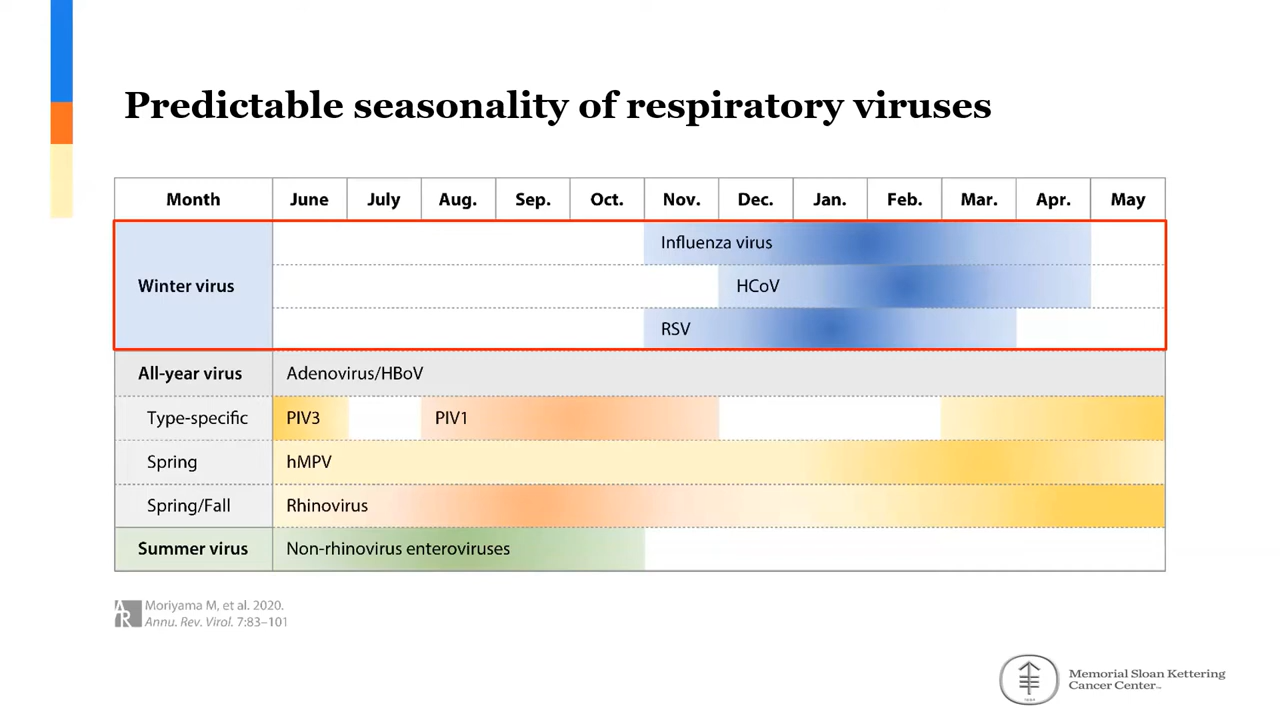 Predictable seasonality of respiratory viruses
Month June July Aug. Sep. Oct. Nov. Dec. Jan. Feb. Mar. Apr. May
Winter virus
Influenza virus
HCoV
RSV
All-year virus Adenovirus/HBoV
Type-specific PIV3 PIV1
Spring hMPV
Spring/Fall Rhinovirus
Summer virus Non-rhinovirus enteroviruses
AR
Moriyama M, et al. 2020.
Annu. Rev. Virol. 7:83–101
Memorial Sloan Kettering
Cancer Center